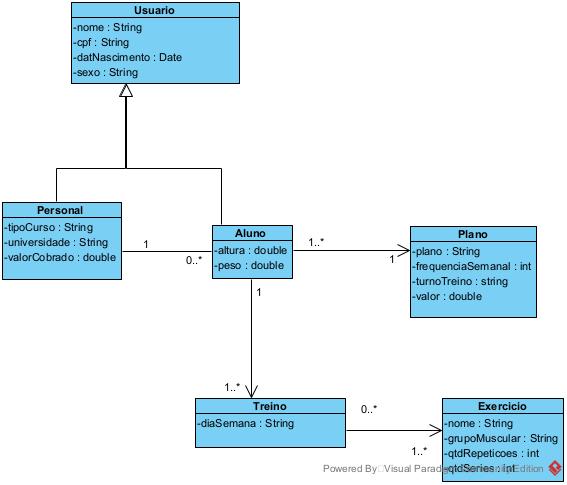 Usuario
-nome : String
-cpf : String
-datNascimento : Date
-sexo : String
Personal
-tipoCurso : String
-universidade : String
-valorCobrado : double
1
0..*
Aluno
-altura : double
-peso : double
1..*
1
Plano
-plano : String
-frequenciaSemanal : int
-turnoTreino : string
-valor : double
1
1..*
Treino
-diaSemana : String
0..*
1..*
Exercicio
-nome : String
-grupoMuscular : String
-qtdRepeticoes : int
-qtdSeries : int
Powered By Visual Paradigm Community Edition